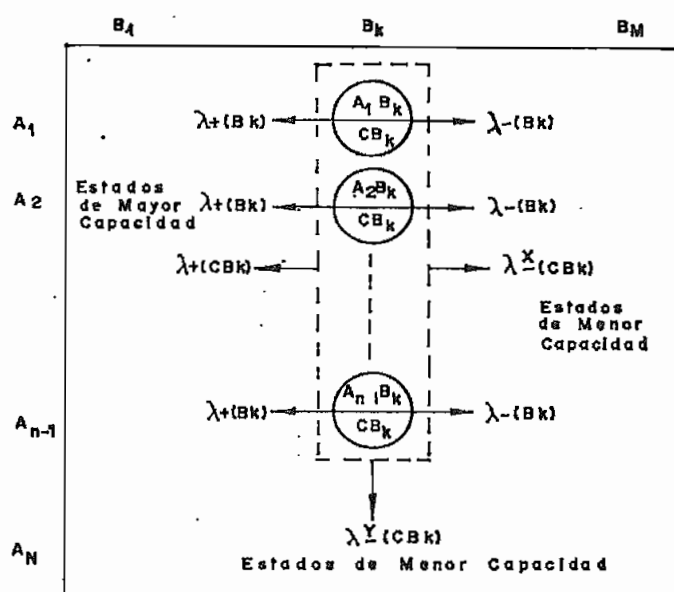 B1 Bk BM
A1 λ+(Bk) A1 Bk λ-(Bk)
CBk
A2 Estados λ+(Bk) A2Bk λ-(Bk)
de Mayor CBk
Capacidad
λ+(CBk) λX-(CBk)
Estados
de Menor
Capacidad
An-1 λ+(Bk) An-1Bk λ-(Bk)
CBk
λY-(CBk)
AN Estados de Menor Capacidad